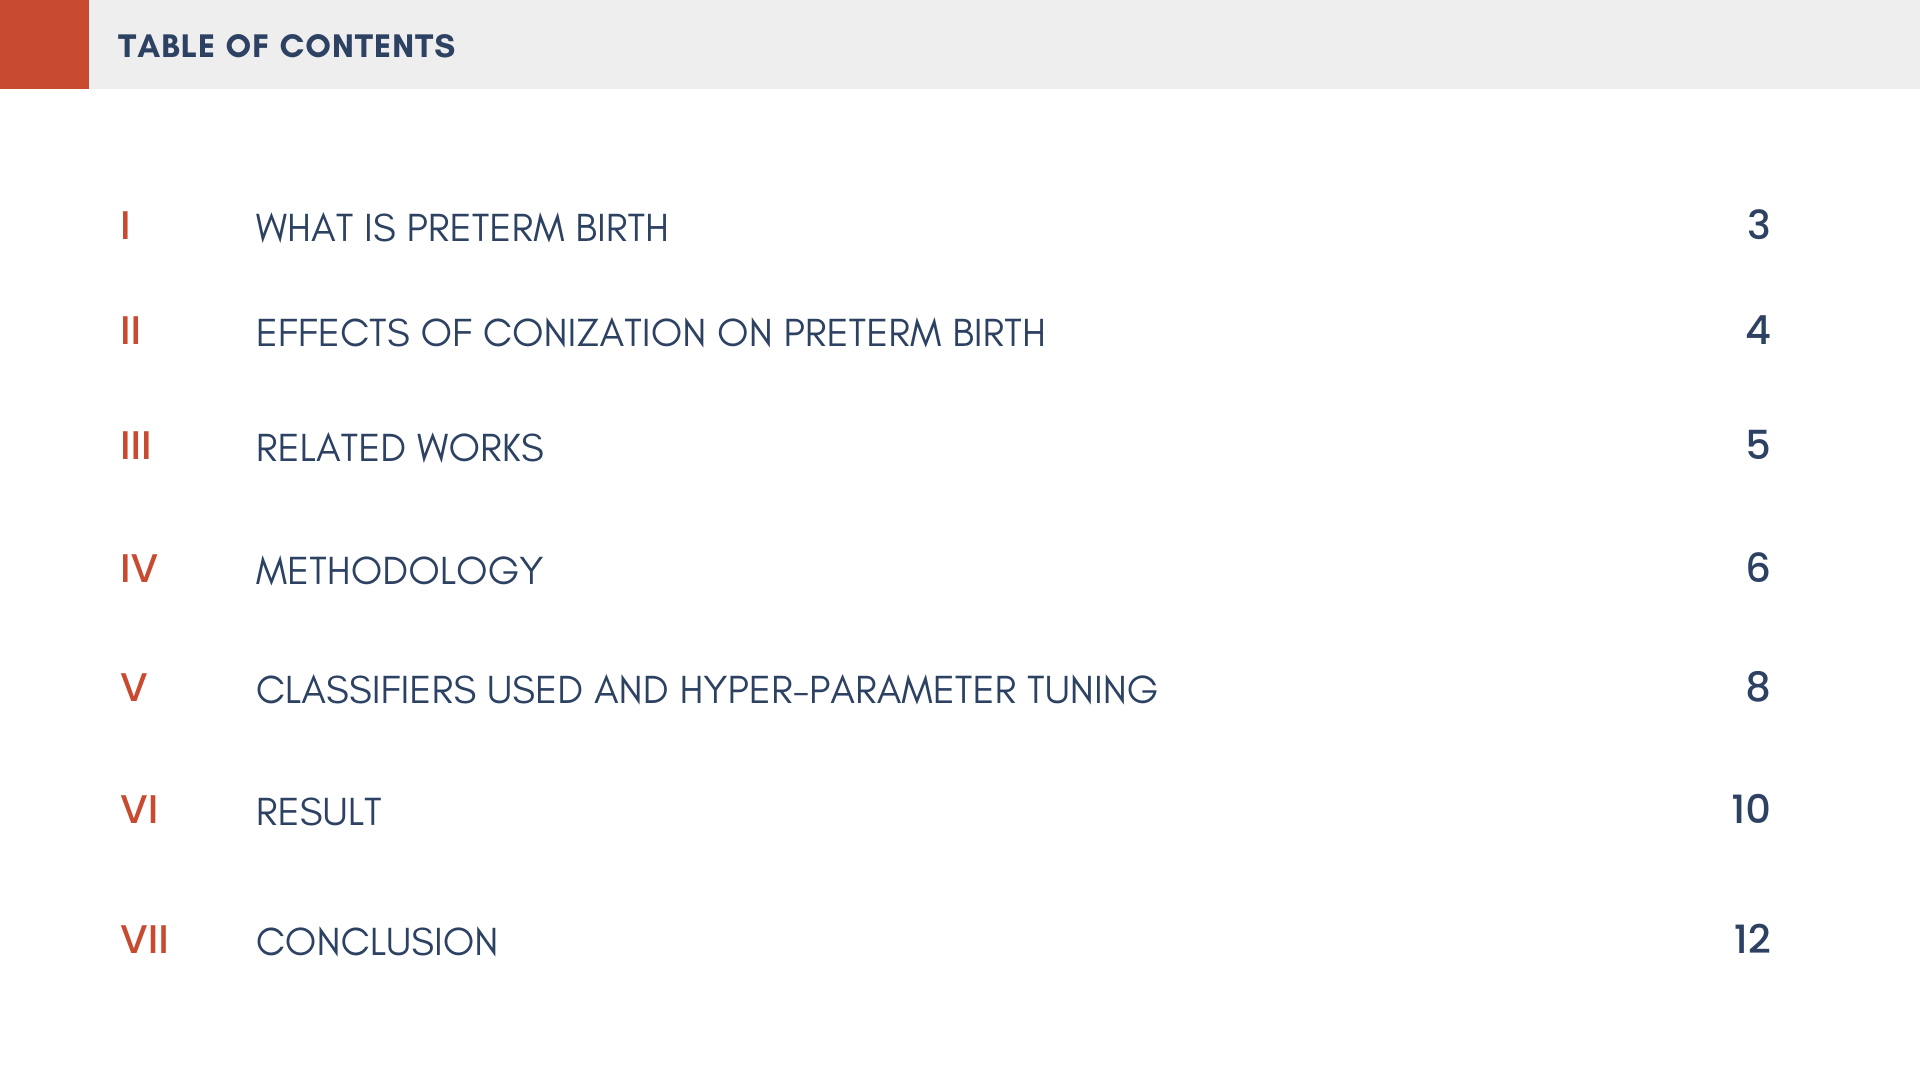 TABLE OF CONTENTS
I WHAT IS PRETERM BIRTH 3
II EFFECTS OF CONIZATION ON PRETERM BIRTH 4
III RELATED WORKS 5
IV METHODOLOGY 6
V CLASSIFIERS USED AND HYPER-PARAMETER TUNING 8
VI RESULT 10
VII CONCLUSION 12